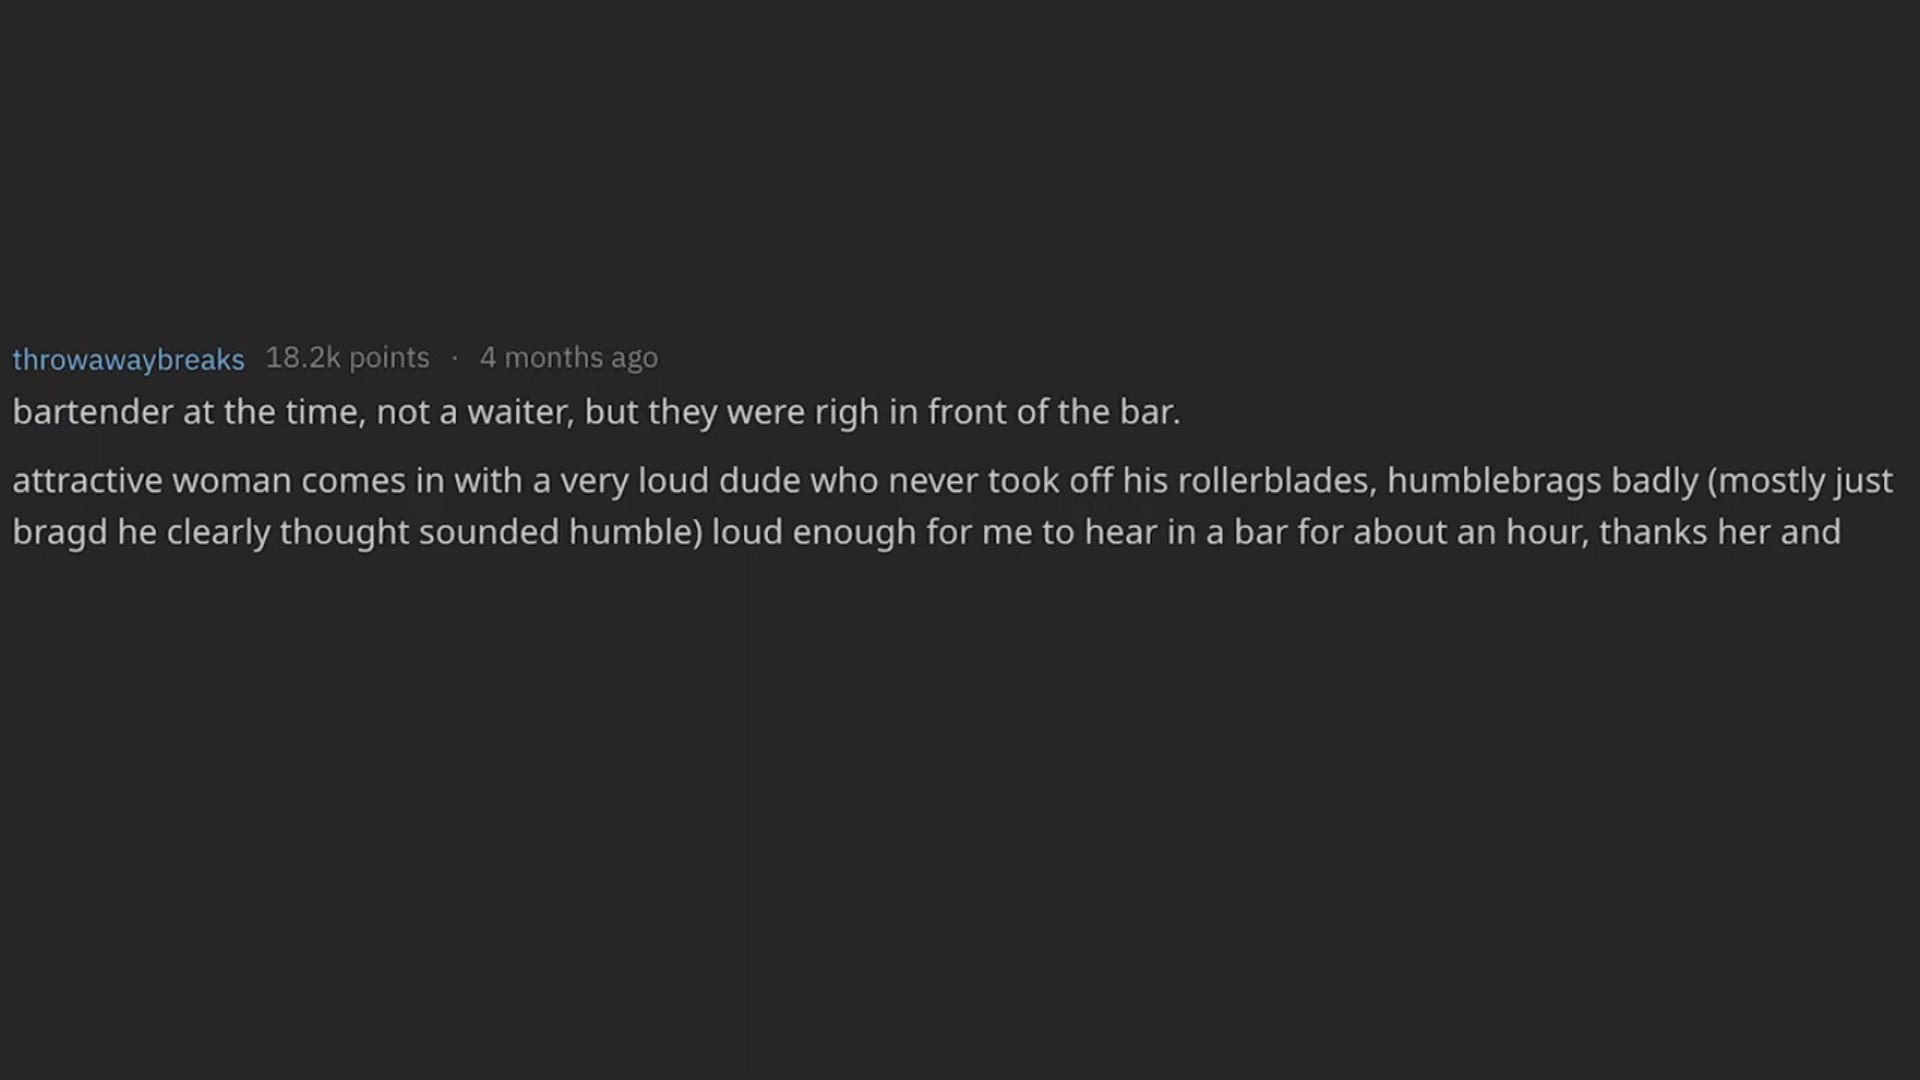 throwawaybreaks 18.2k points · 4 months ago
bartender at the time, not a waiter, but they were righ in front of the bar.
attractive woman comes in with a very loud dude who never took off his rollerblades, humblebrags badly (mostly just
bragd he clearly thought sounded humble) loud enough for me to hear in a bar for about an hour, thanks her and